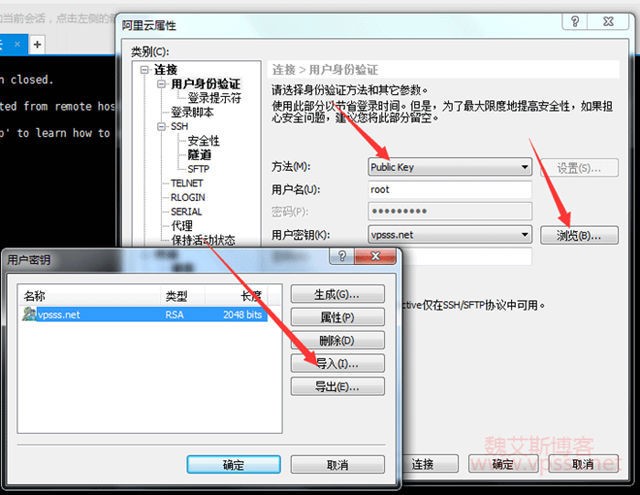 加当前会话，点击左侧的
阿里云属性
n closed.
ted from remote hos
p' to learn how to
类别(C):
连接
用户身份验证
登录提示符
登录脚本
SSH
安全性
隧道
SFTP
TELNET
RLOGIN
SERIAL
代理
保持活动状态
连接 > 用户身份验证
请选择身份验证方法和其它参数。
使用此部分以节省登录时间。但是，为了最大限度地提高安全性，如果担
心安全问题，建议您将此部分留空。
方法(M):
Public Key
设置(S)...
用户名(U):
root
密码(P):
用户密钥(K):
vpsss.net
浏览(B)...
ctive仅在SSH/SFTP协议中可用。
连接
确定
取消
用户密钥
名称 类型 长度
vpsss.net RSA 2048 bits
生成(G)...
属性(P)
删除(D)
导入(I)...
导出(E)...
确定
取消
魏艾斯博客
www.vpsss.net